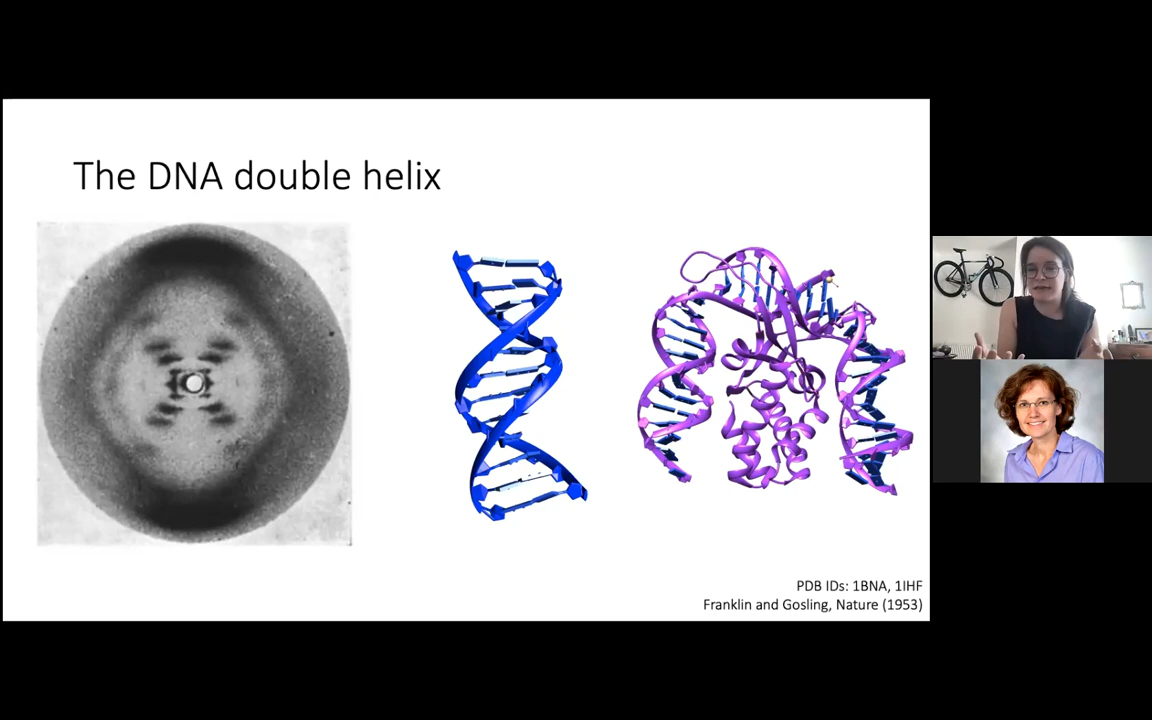 The DNA double helix
PDB IDs: 1BNA, 1IHF
Franklin and Gosling, Nature (1953)